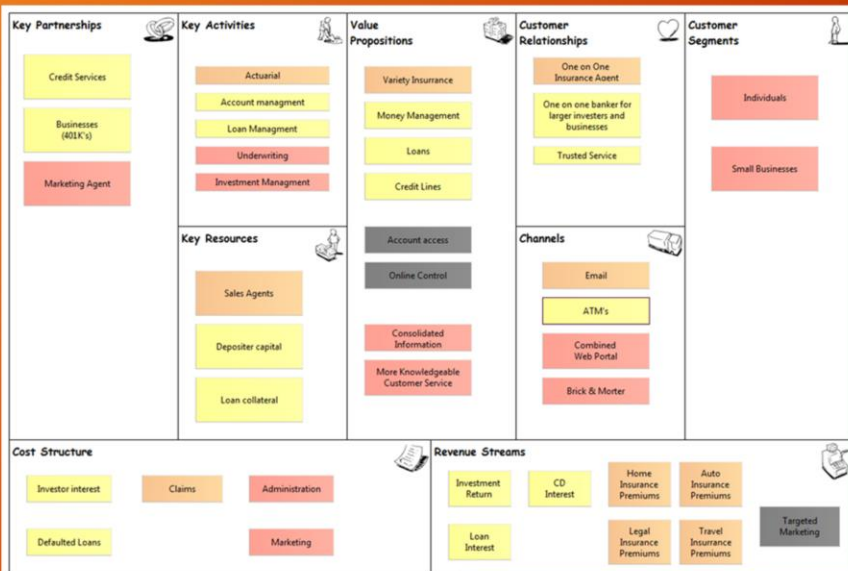 Key Partnerships
Credit Services
Businesses
(401K's)
Marketing Agent
Key Activities
Actuarial
Account managment
Loan Managment
Underwriting
Investment Managment
Key Resources
Sales Agents
Depositer capital
Loan collateral
Value
Propositions
Variety Insurrance
Money Management
Loans
Credit Lines
Account access
Online Control
Consolidated
Information
More Knowledgeable
Customer Service
Customer
Relationships
One on One
Insurance Agent
One on one banker for
larger investers and
businesses
Trusted Service
Channels
Email
ATM's
Combined
Web Portal
Brick & Morter
Customer
Segments
Individuals
Small Businesses
Cost Structure
Investor interest
Claims
Administration
Defaulted Loans
Marketing
Revenue Streams
Investment
Return
CD
Interest
Home
Insurance
Premiums
Auto
Insurance
Premiums
Loan
Interest
Legal
Insurance
Premiums
Travel
Insurrance
Premiums
Targeted
Marketing